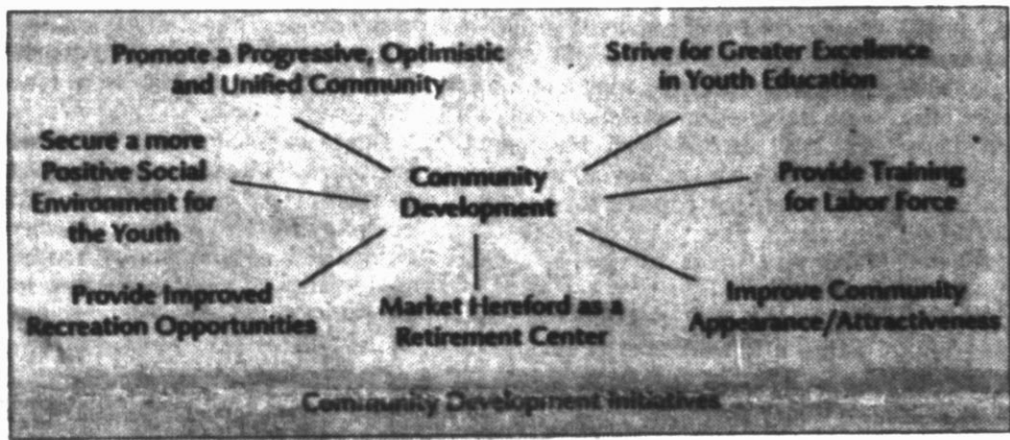 Promote a Progressive, Optimistic
and Unified Community
Strive for Greater Excellence
in Youth Education
Secure a more
Positive Social
Environment for
the Youth
Community
Development
Provide Training
for Labor Force
Provide Improved
Recreation Opportunities
Market Hereford as a
Retirement Center
Improve Community
Appearance/Attractiveness
Community Development Initiatives